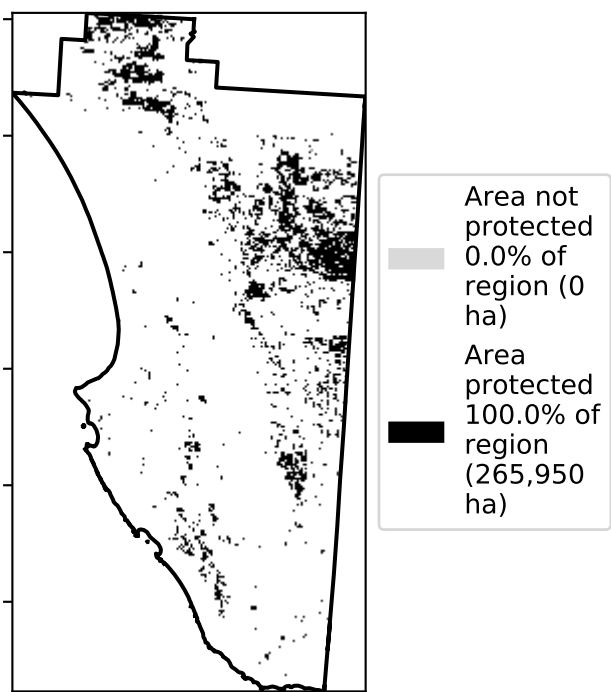 Area not
protected
0.0% of
region (0
ha)
Area
protected
100.0% of
region
(265,950
ha)